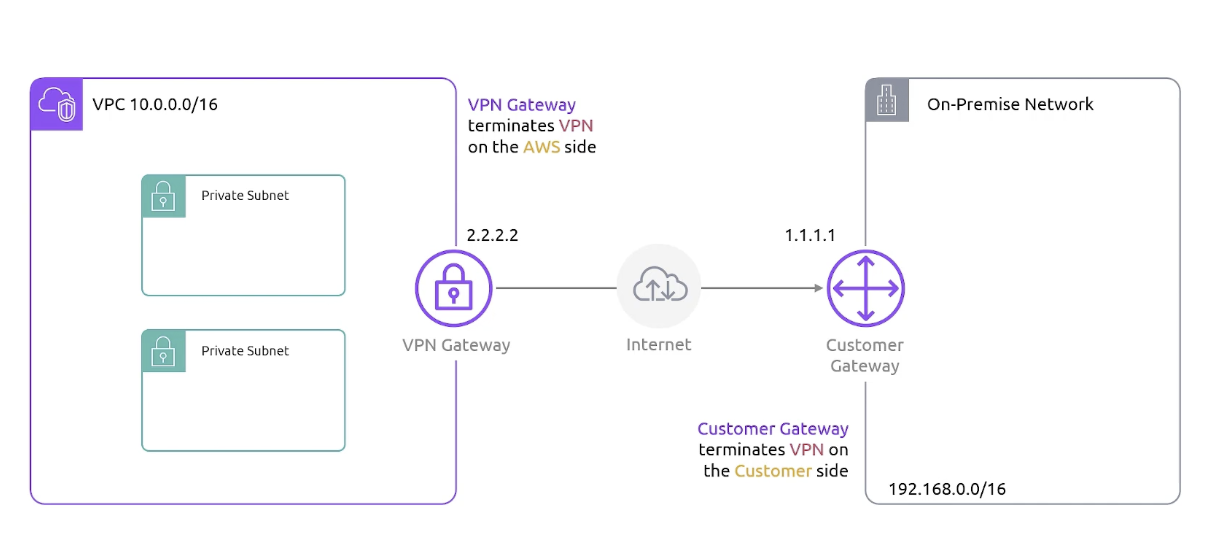 VPC 10.0.0.0/16
VPN Gateway
terminates VPN
on the AWS side
On-Premise Network
Private Subnet
2.2.2.2
1.1.1.1
VPN Gateway
Internet
Customer
Gateway
Private Subnet
Customer Gateway
terminates VPN on
the Customer side
192.168.0.0/16